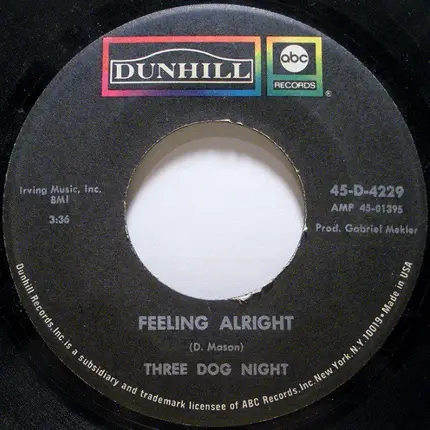 DUNHILL
abc
RECORDS
®
Irving Music, Inc.
BMI
3:36
45-D-4229
AMP 45-01395
Prod. Gabriel Mekler
FEELING ALRIGHT
(D. Mason)
THREE DOG NIGHT
Dunhill Records, Inc. is a subsidiary and trademark licensee of ABC Records, Inc. New York, N.Y. 10019 • Made in USA